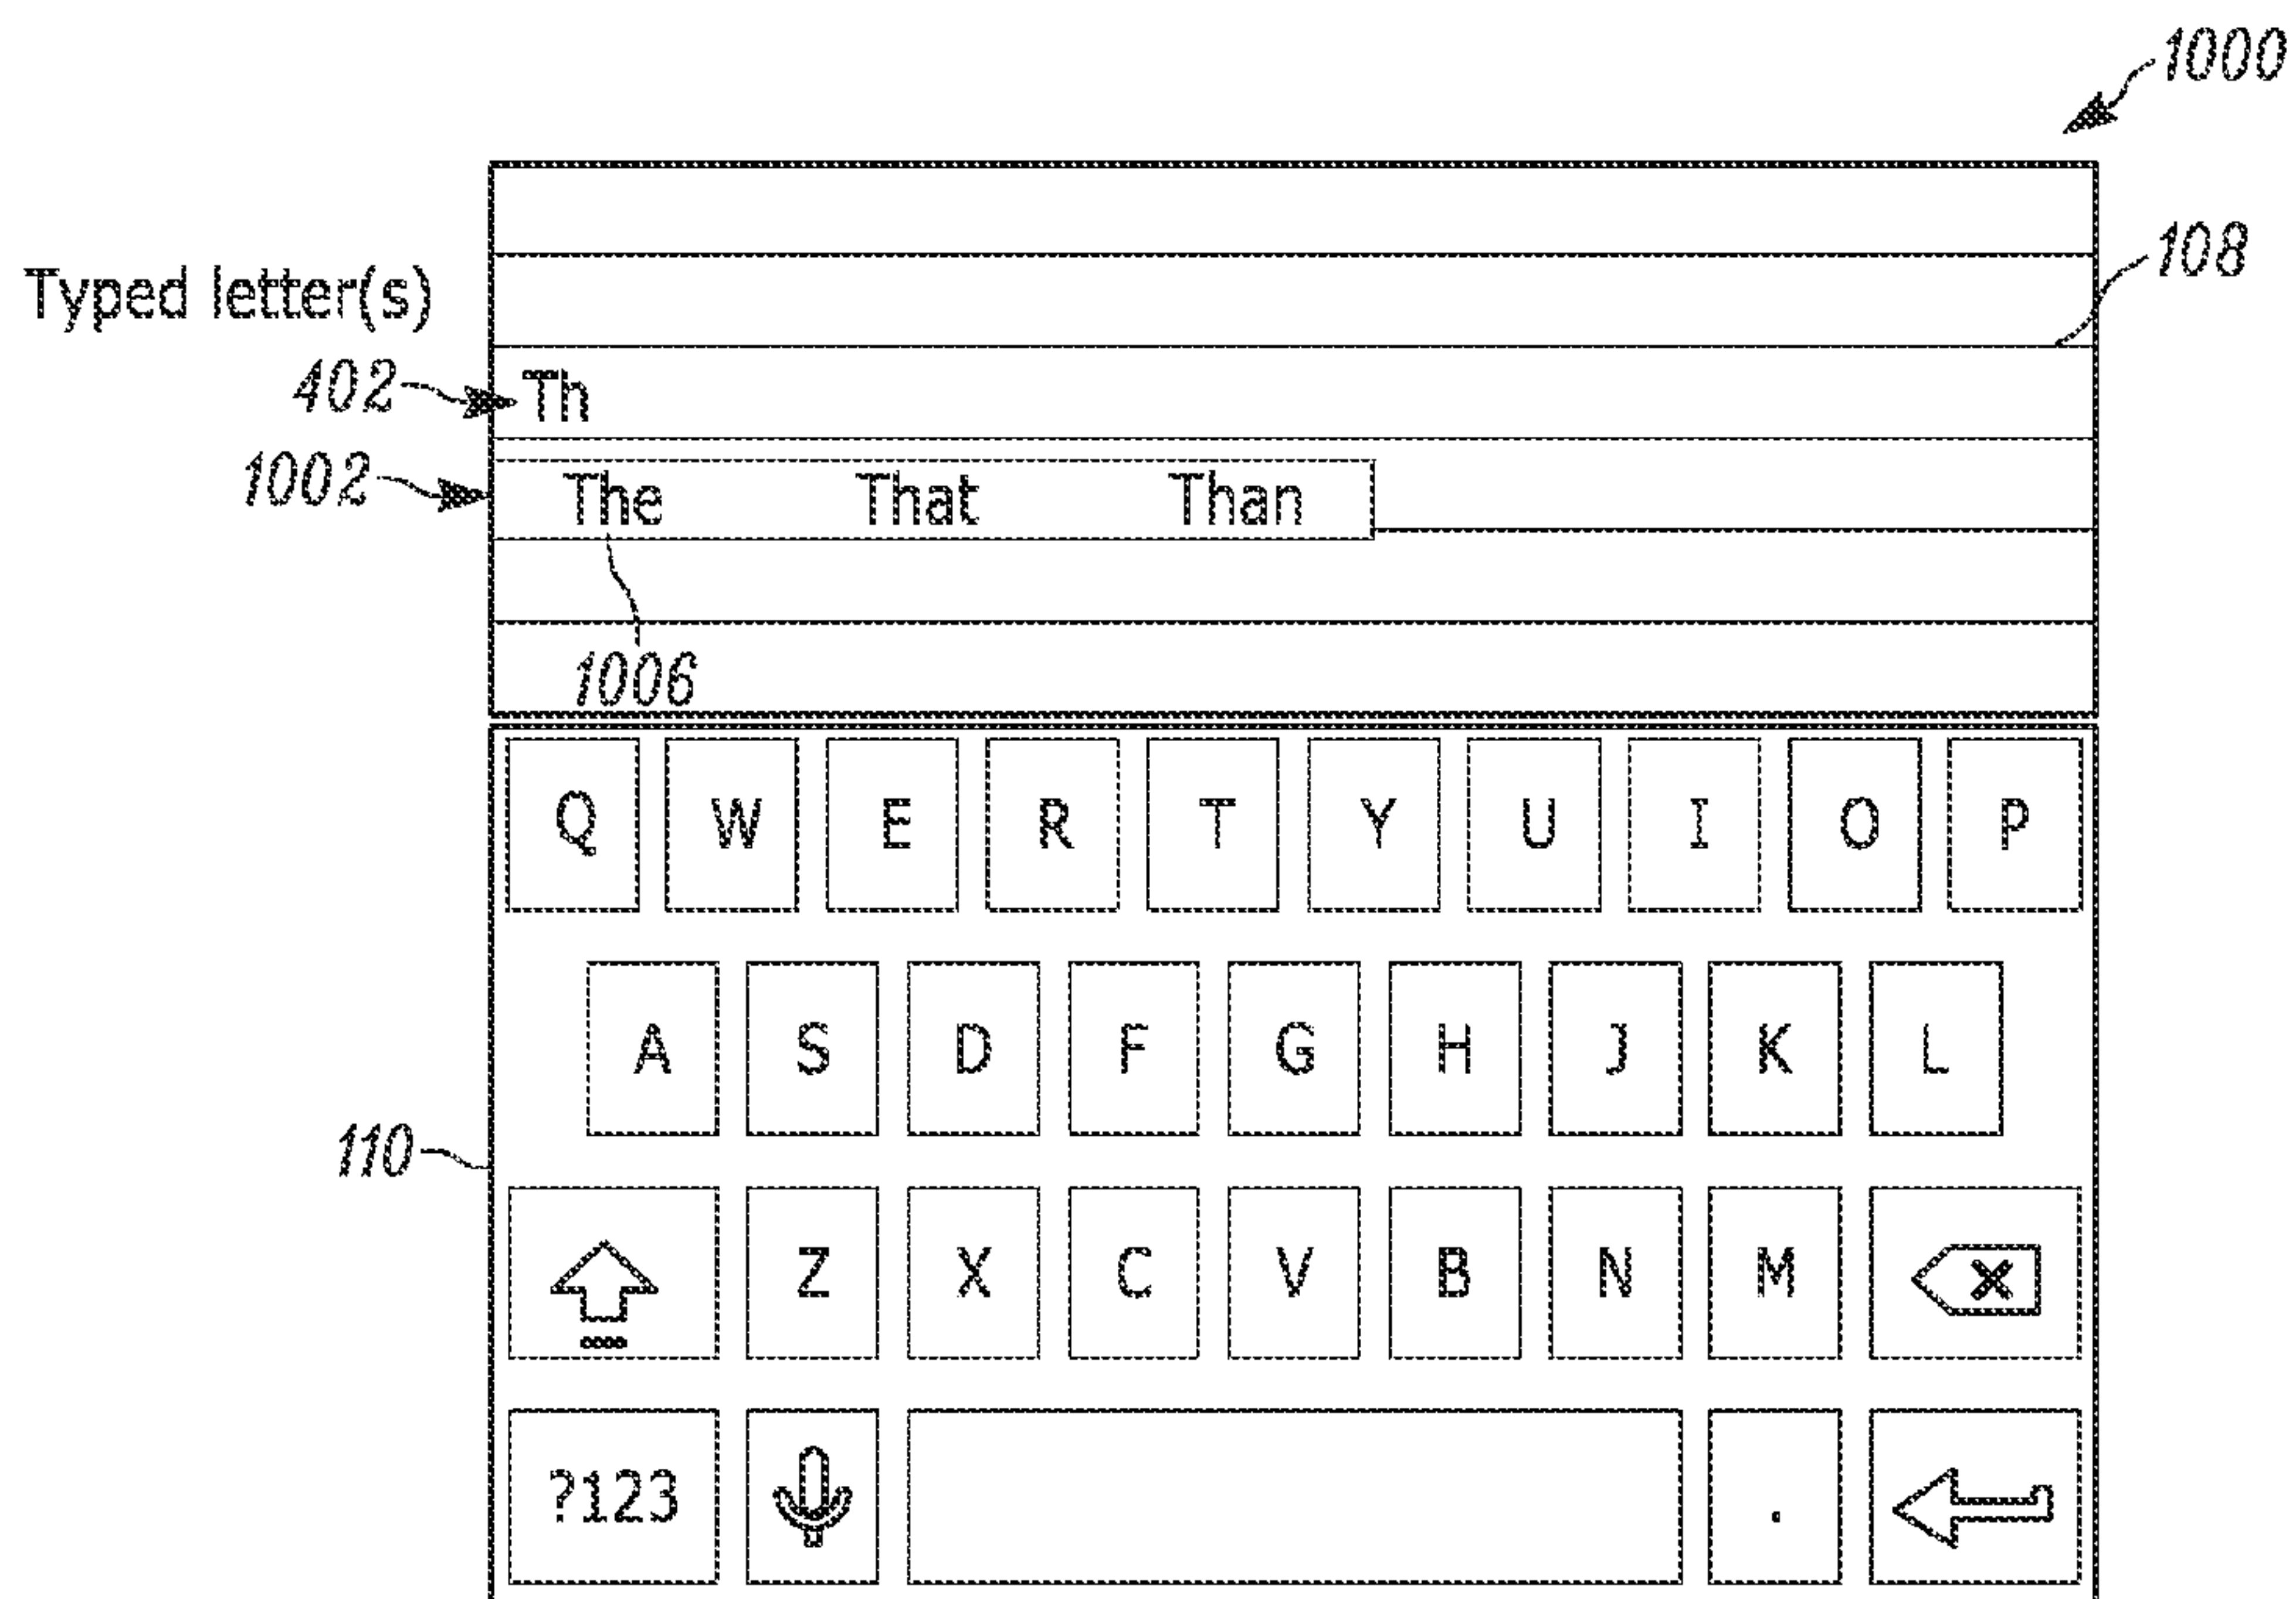 1000
108
Typed letter(s)
402 Th
1002 The That Than
1006
Q W E R T Y U I O P
A S D F G H J K L
110
Z X C V B N M
?123 .